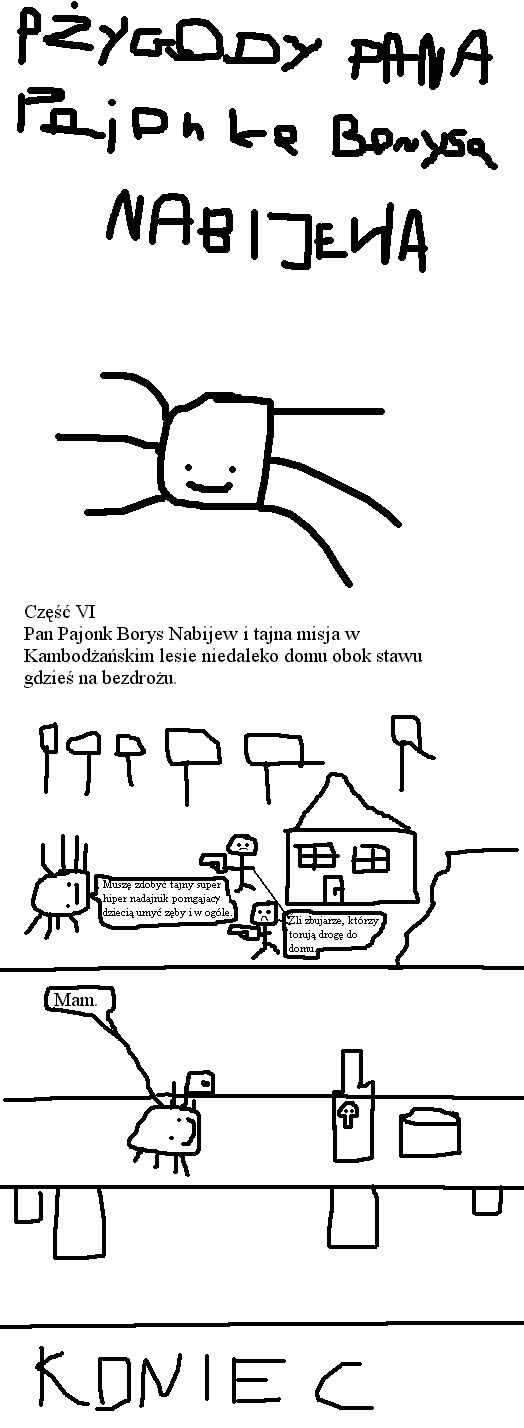 PŻYGODY PANA
Pajonka Borysa
NABIJEWA
Część VI
Pan Pajonk Borys Nabijew i tajna misja w
Kambodżańskim lesie niedaleko domu obok stawu
gdzieś na bezdrożu.
Muszę zdobyć tajny super
hiper nadajnik pomgajacy
dziecią umyć zęby i w ogóle.
Źli zbujarze, którzy
torują drogę do
domu
Mam.
KONIEC